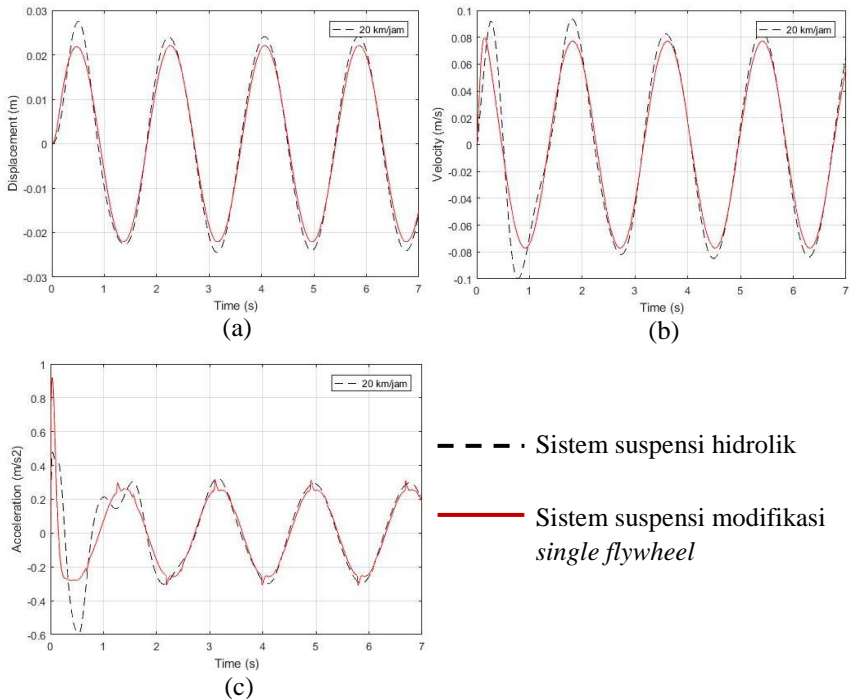 0.03
0.02
0.01
0
-0.01
-0.02
-0.03
Displacement (m)
20 km/jam
0 1 2 3 4 5 6 7
Time (s)
(a)
0.1
0.08
0.06
0.04
0.02
0
-0.02
-0.04
-0.06
-0.08
-0.1
Velocity (m/s)
20 km/jam
0 1 2 3 4 5 6 7
Time (s)
(b)
1
0.8
0.6
0.4
0.2
0
-0.2
-0.4
-0.6
Acceleration (m/s2)
20 km/jam
0 1 2 3 4 5 6 7
Time (s)
(c)
Sistem suspensi hidrolik
Sistem suspensi modifikasi
single flywheel